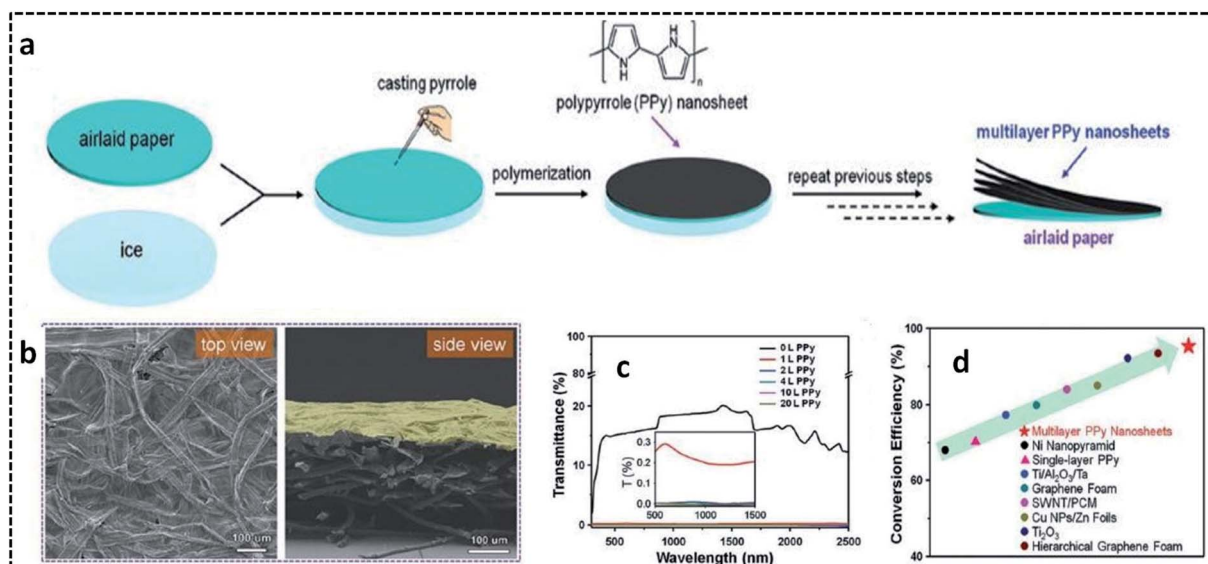 a
airlaid paper
ice
casting pyrrole
polymerization
N
H
H
N
n
polypyrrole (PPy) nanosheet
repeat previous steps
multilayer PPy nanosheets
airlaid paper
b
top view
100 um
side view
100 um
c
Transmittance (%)
100
80
20
10
0
0 L PPy
1 L PPy
2 L PPy
4 L PPy
10 L PPy
20 L PPy
T (%)
0.3
0.2
0.1
0.0
500 1000 1500
500 1000 1500 2000 2500
Wavelength (nm)
d
Conversion Efficiency (%)
100
90
80
70
60
50
40
Multilayer PPy Nanosheets
Ni Nanopyramid
Single-layer PPy
Ti/Al₂O₃/Ta
Graphene Foam
SWNT/PCM
Cu NPs/Zn Foils
Ti₂O₃
Hierarchical Graphene Foam